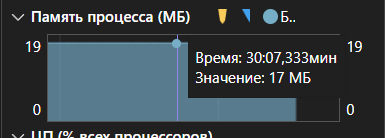 Память процесса (МБ) Б..
19 19
Время: 30:07,333мин
Значение: 17 МБ
0 0
ЦП (% всех процессоров)